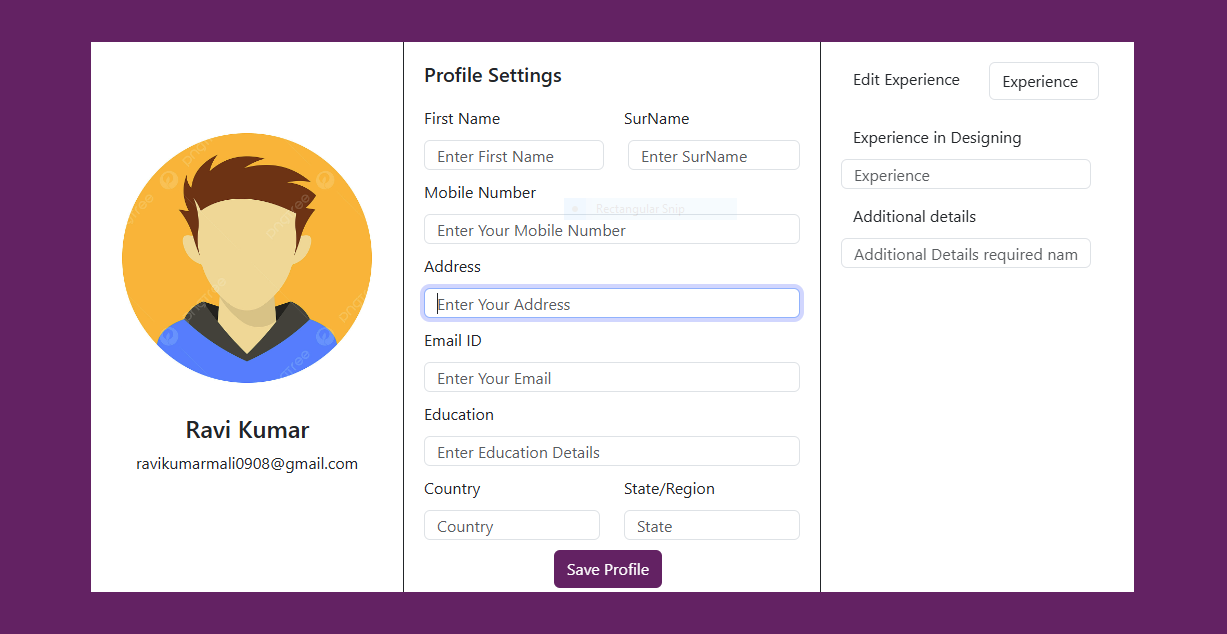 Ravi Kumar
ravikumarmali0908@gmail.com
Profile Settings
First Name SurName
Enter First Name Enter SurName
Mobile Number
Rectangular Snip
Enter Your Mobile Number
Address
Enter Your Address
Email ID
Enter Your Email
Education
Enter Education Details
Country State/Region
Country State
Save Profile
Edit Experience Experience
Experience in Designing
Experience
Additional details
Additional Details required nam